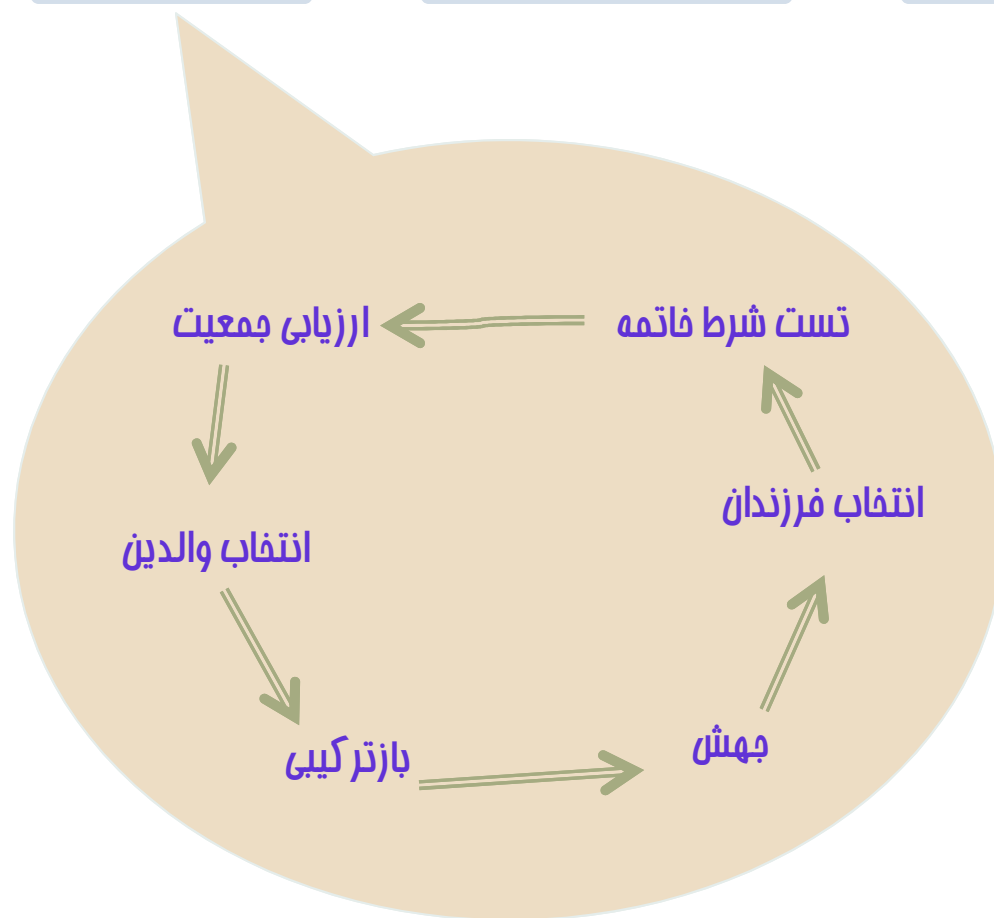 تست شرط خاتمه
ارزیابی جمعیت
انتخاب فرزندان
انتخاب والدین
جهش
بازترکیبی